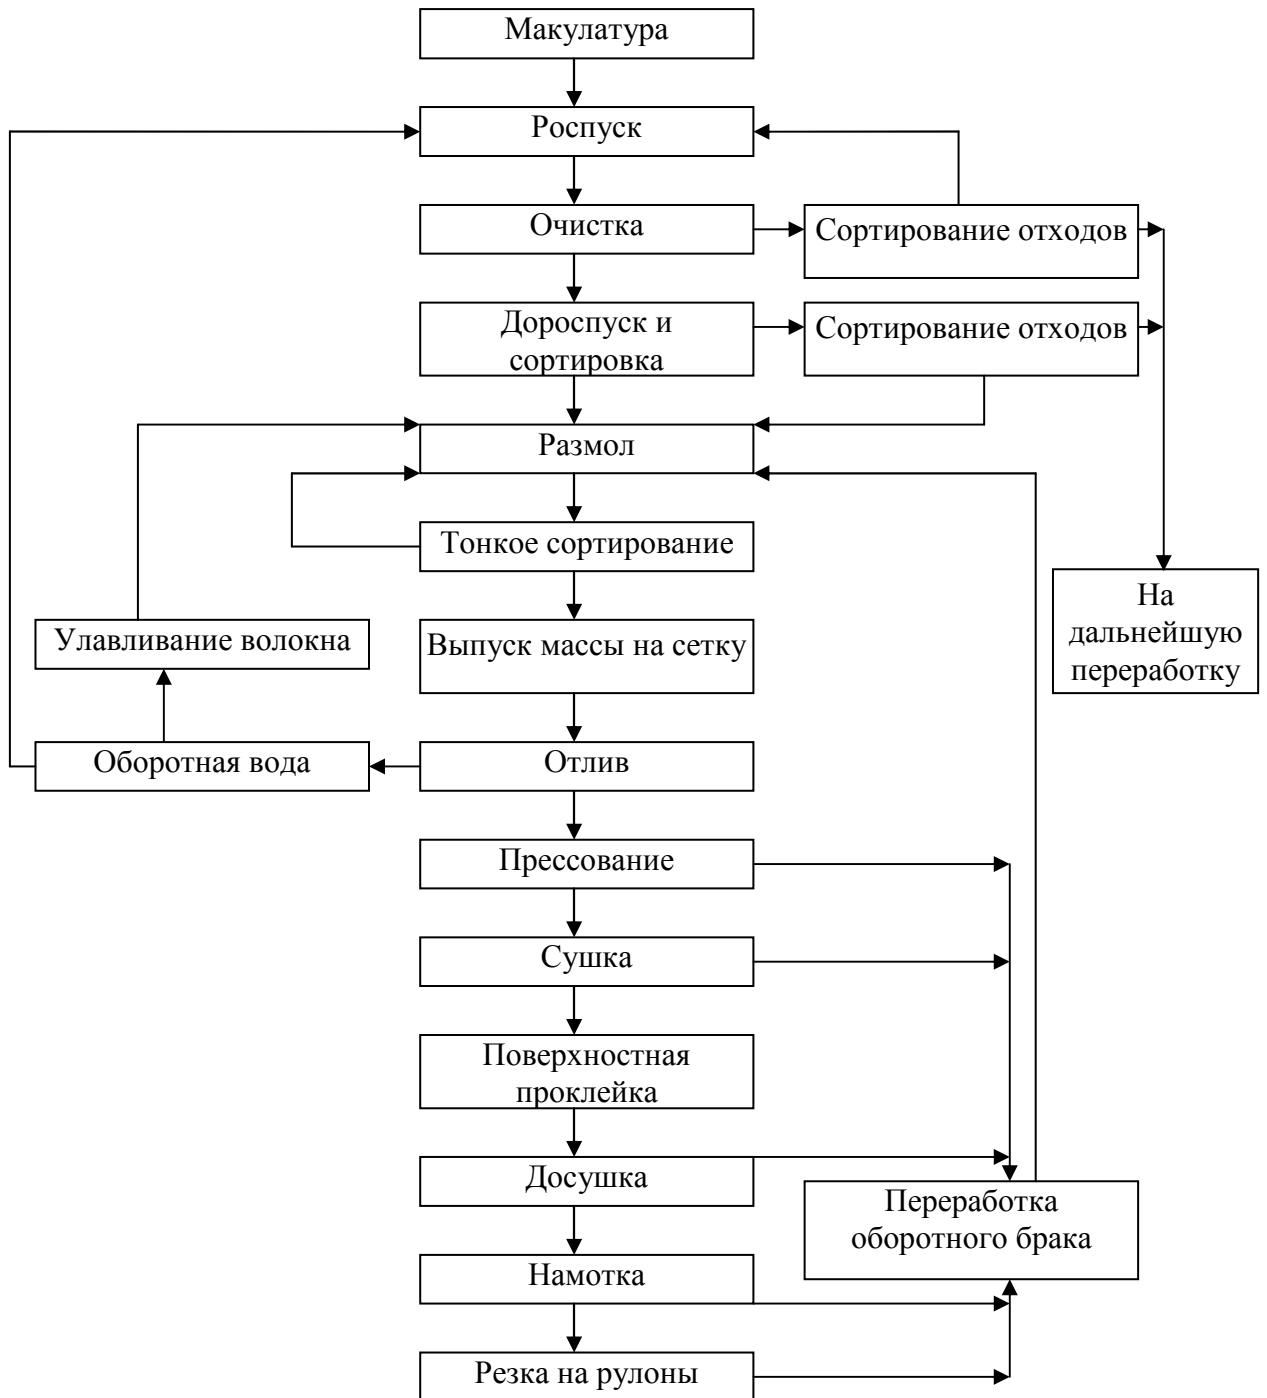 Макулатура
Роспуск
Очистка
Сортирование отходов
Дороспуск и
сортировка
Сортирование отходов
Размол
Тонкое сортирование
На
дальнейшую
переработку
Улавливание волокна
Выпуск массы на сетку
Оборотная вода
Отлив
Прессование
Сушка
Поверхностная
проклейка
Досушка
Переработка
оборотного брака
Намотка
Резка на рулоны